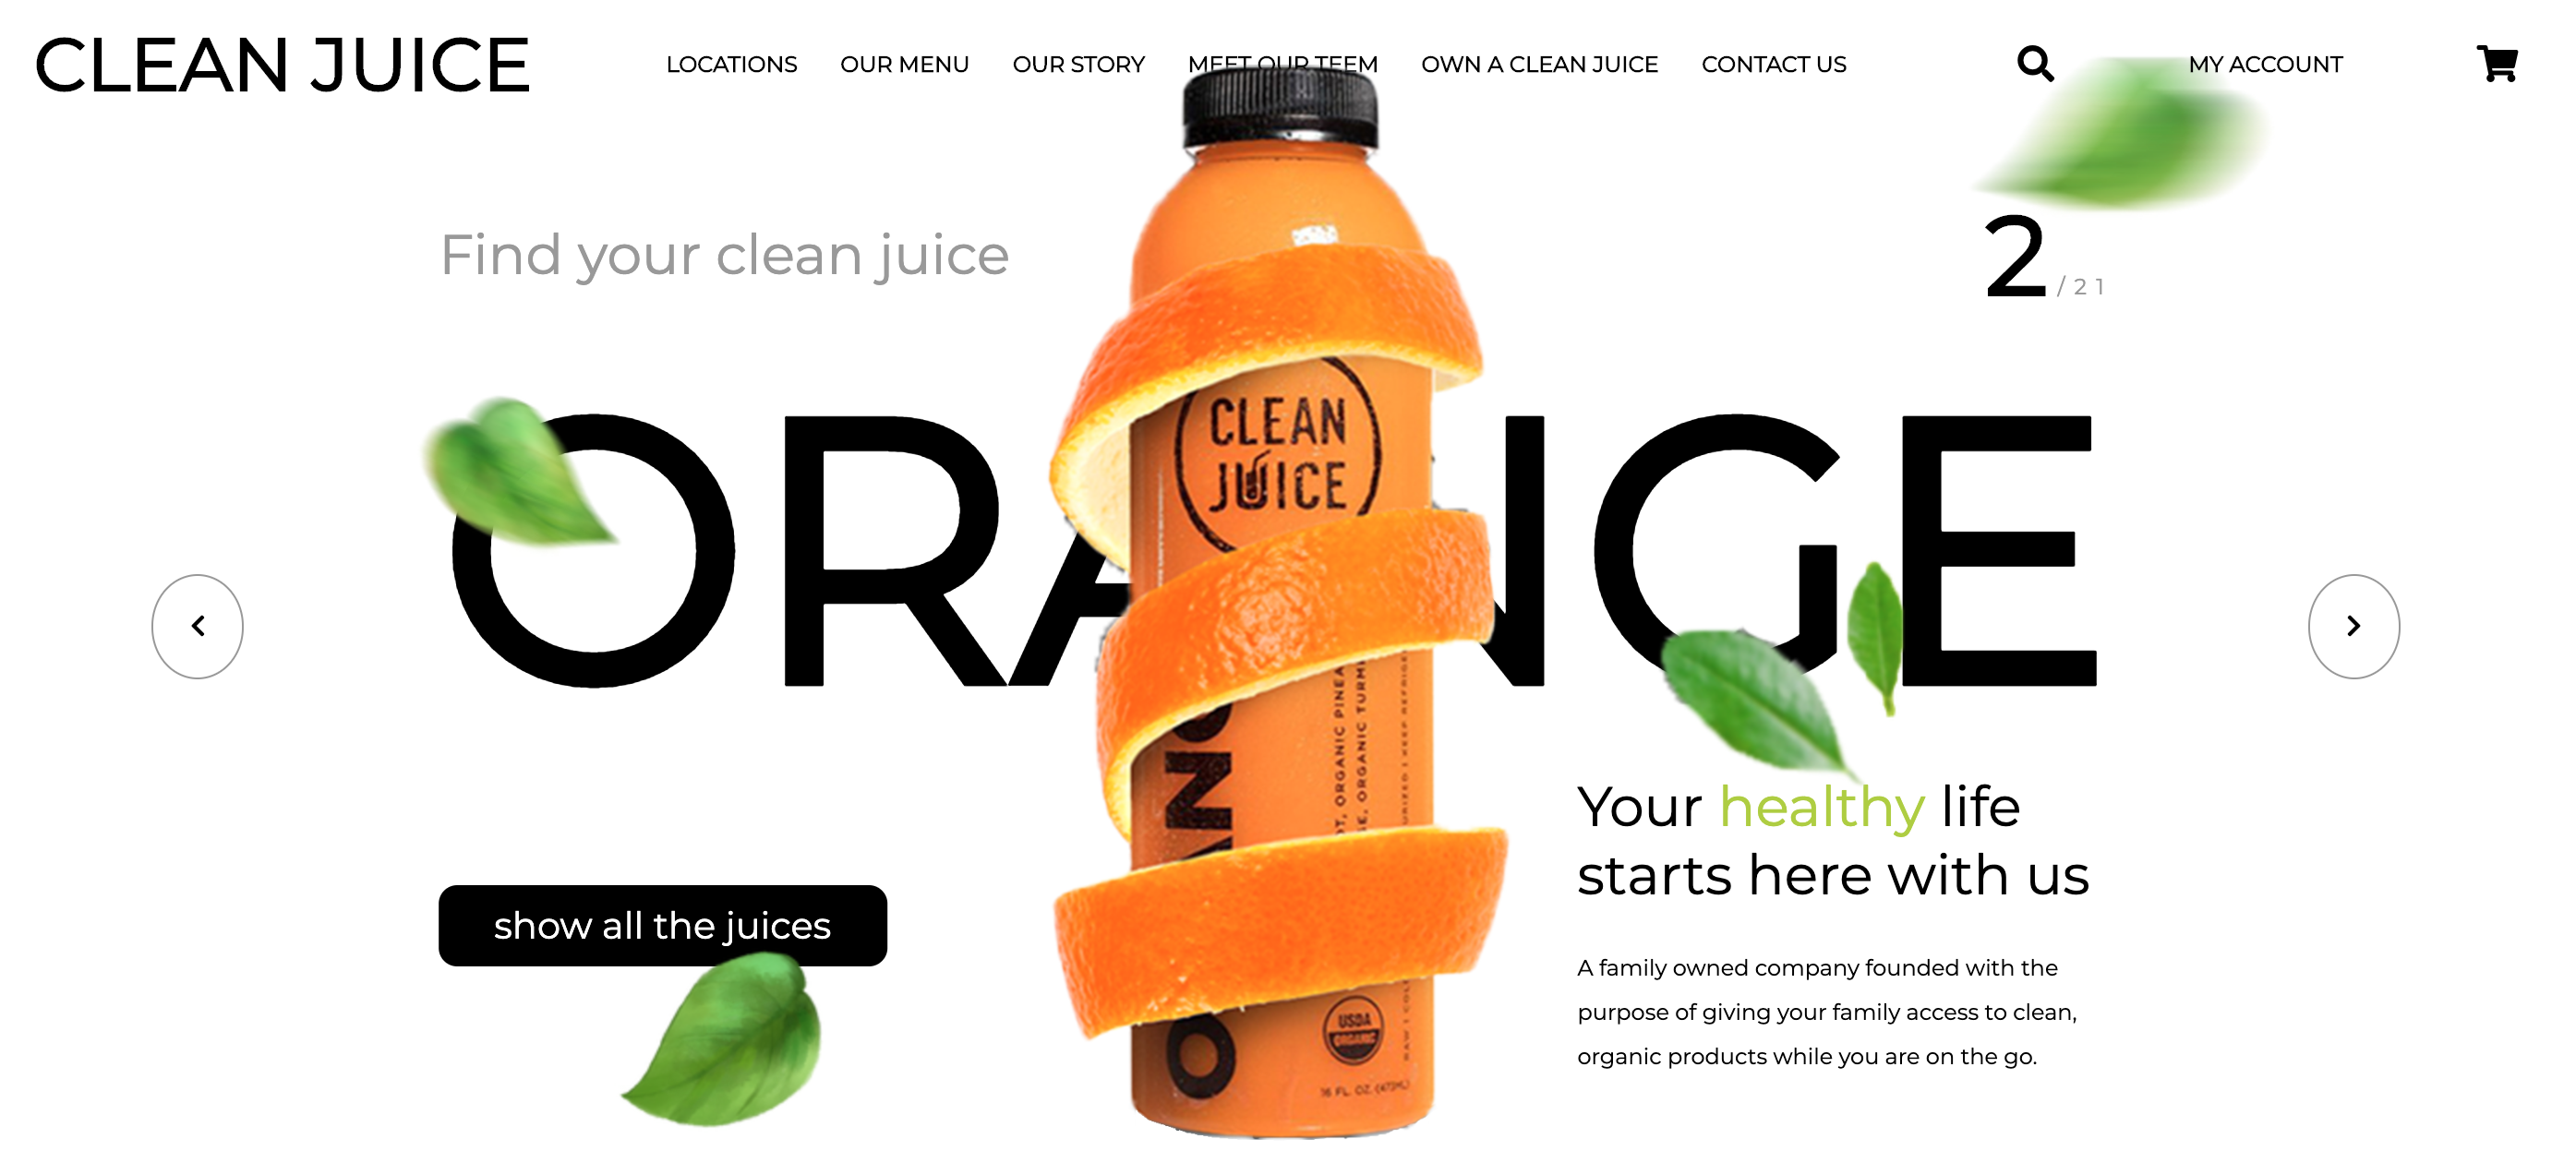 CLEAN JUICE
LOCATIONS OUR MENU OUR STORY MEET OUR TEEM OWN A CLEAN JUICE CONTACT US MY ACCOUNT
Find your clean juice
2 / 21
ORANGE
CLEAN
JUICE
ORGANIC
ORGANIC
show all the juices
Your healthy life
starts here with us
A family owned company founded with the
purpose of giving your family access to clean,
organic products while you are on the go.
USDA
ORGANIC
16 FL. OZ. (473ML)